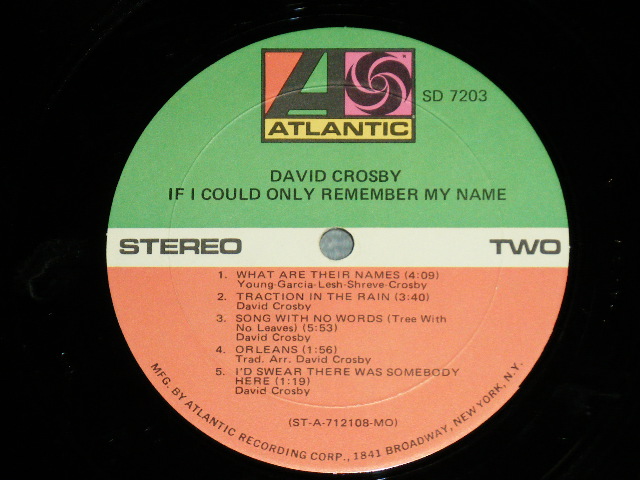 ATLANTIC
SD 7203
DAVID CROSBY
IF I COULD ONLY REMEMBER MY NAME
STEREO
TWO
1. WHAT ARE THEIR NAMES (4:09)
Young-Garcia-Lesh-Shreve-Crosby
2. TRACTION IN THE RAIN (3:40)
David Crosby
3. SONG WITH NO WORDS (Tree With
No Leaves) (5:53)
David Crosby
4. ORLEANS (1:56)
Trad. Arr. David Crosby
5. I'D SWEAR THERE WAS SOMEBODY
HERE (1:19)
David Crosby
(ST-A-712108-MO)
MFG. BY ATLANTIC RECORDING CORP., 1841 BROADWAY, NEW YORK, N.Y.